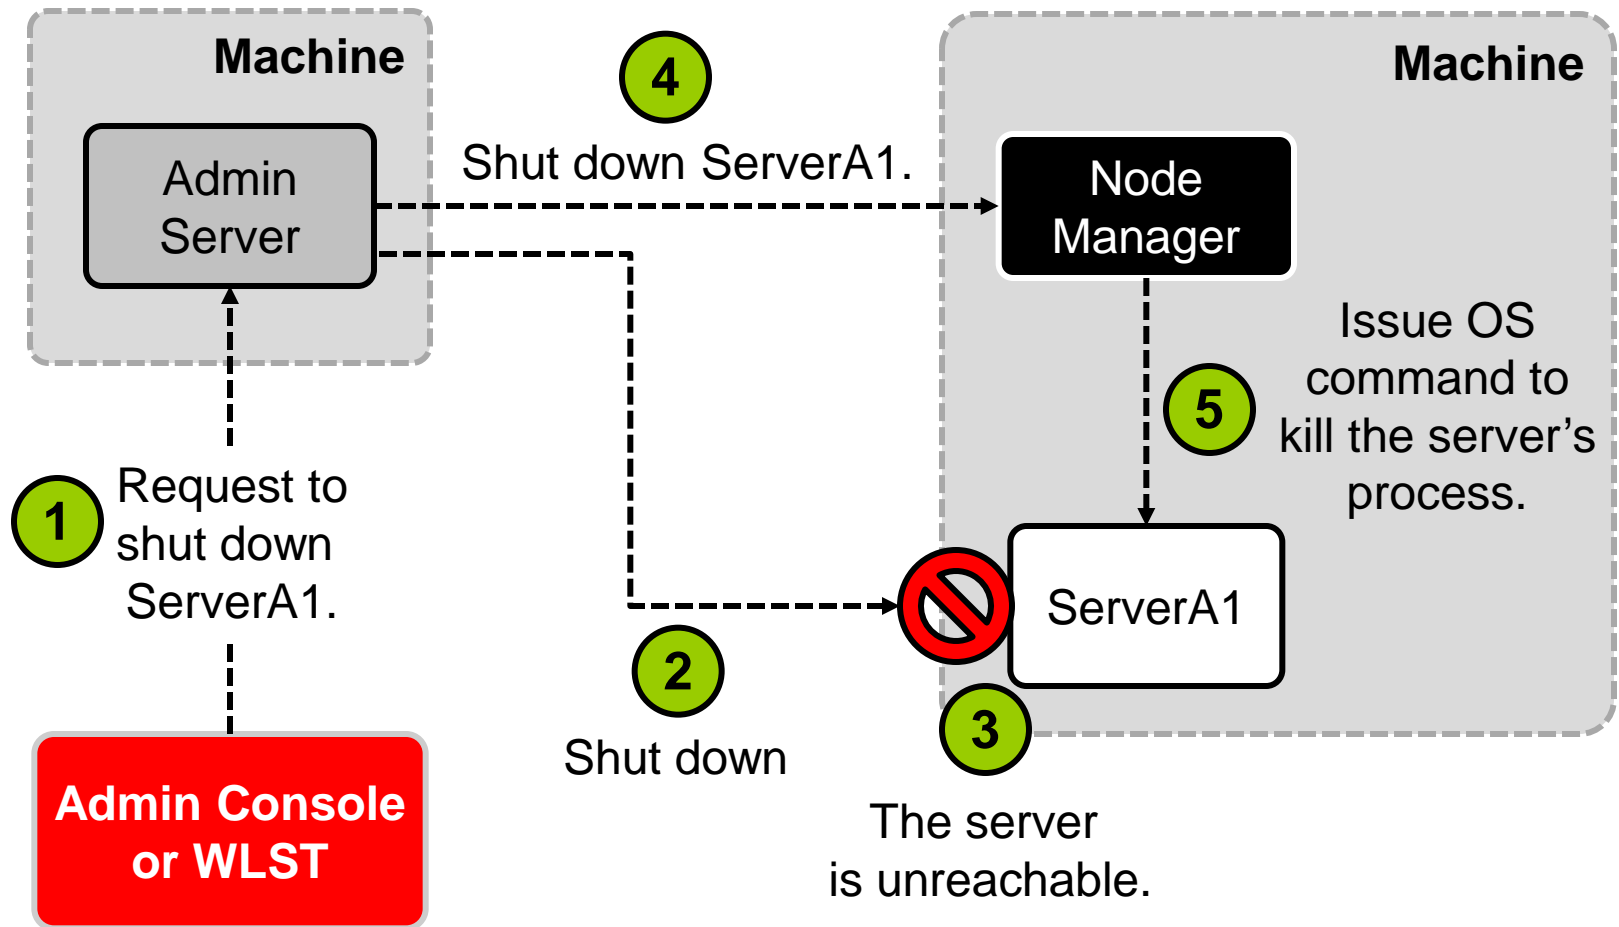 Machine
Admin
Server
4
Shut down ServerA1.
Machine
Node
Manager
Issue OS
command to
kill the server’s
process.
5
1
Request to
shut down
ServerA1.
ServerA1
2
Shut down
3
The server
is unreachable.
Admin Console
or WLST